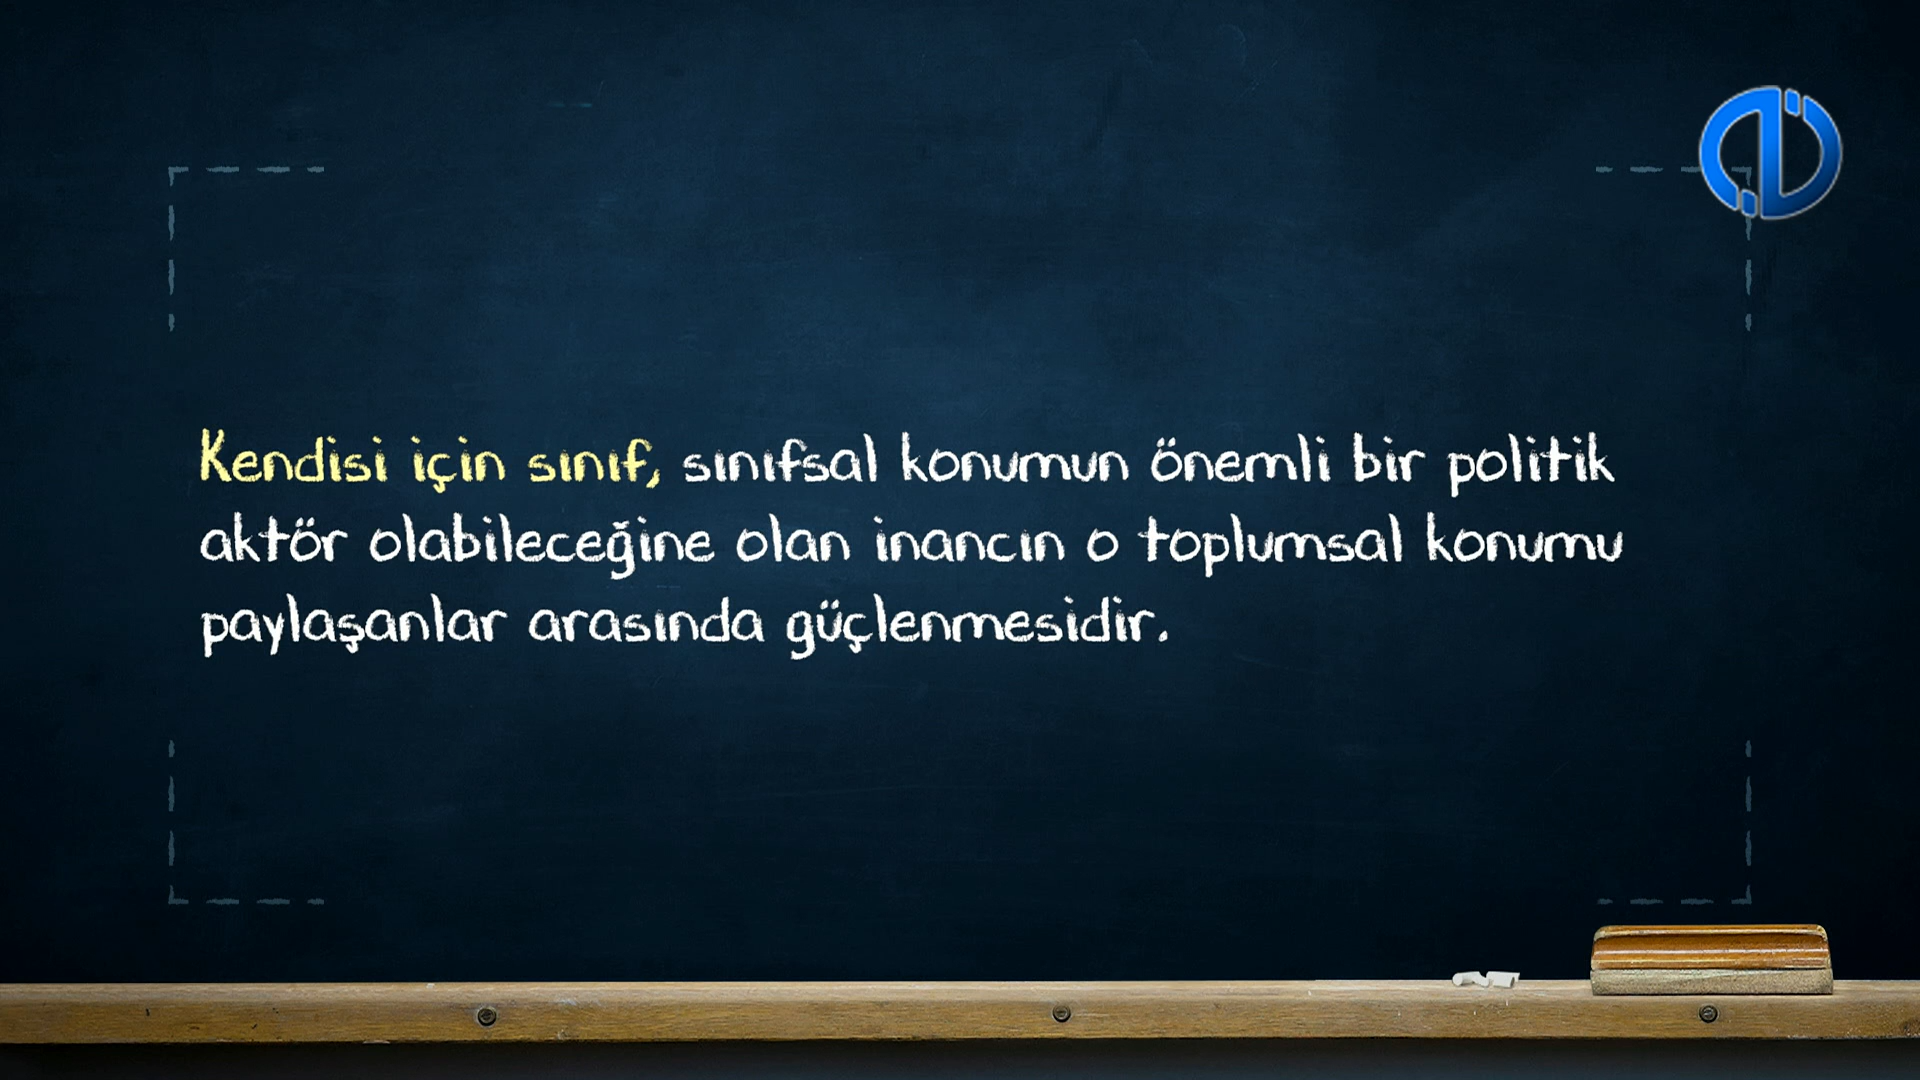 Kendisi için sınıf, sınıfsal konumun önemli bir politik
aktör olabileceğine olan inancın o toplumsal konumu
paylaşanlar arasında güçlenmesidir.